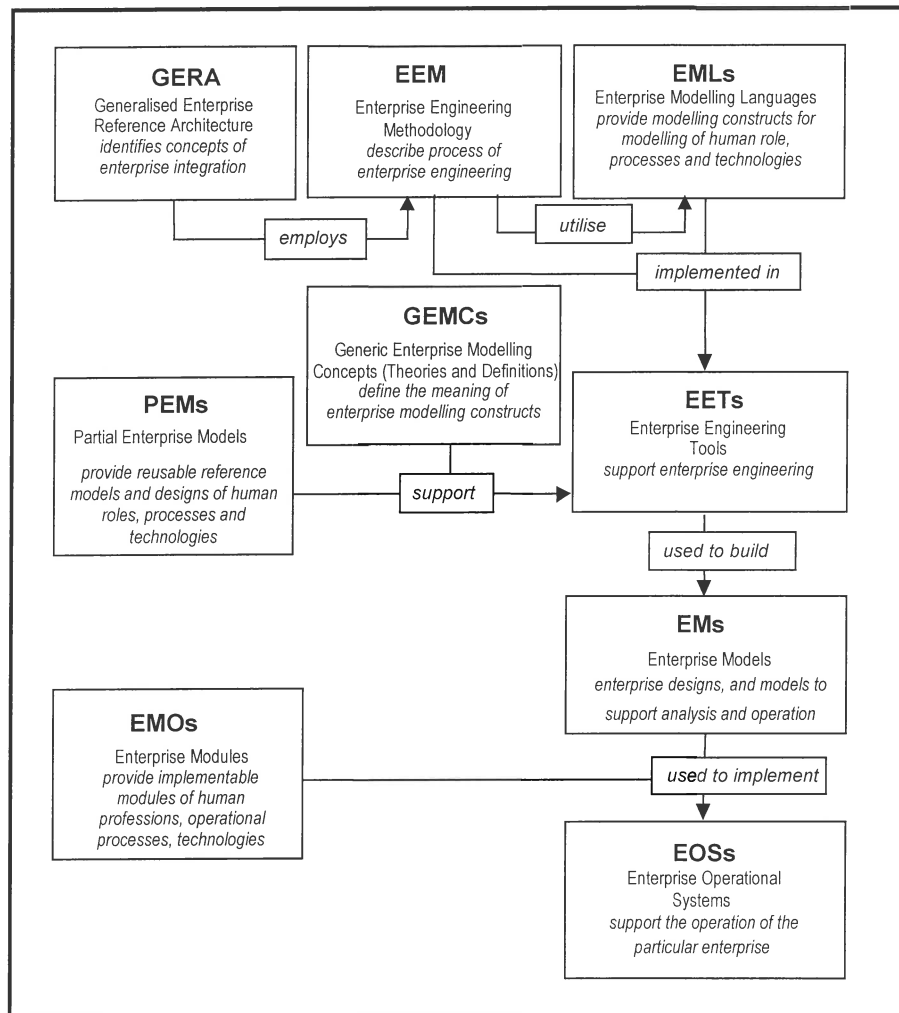 GERA
Generalised Enterprise
Reference Architecture
identifies concepts of
enterprise integration
EEM
Enterprise Engineering
Methodology
describe process of
enterprise engineering
EMLs
Enterprise Modelling Languages
provide modelling constructs for
modelling of human role,
processes and technologies
employs
utilise
implemented in
GEMCs
Generic Enterprise Modelling
Concepts (Theories and Definitions)
define the meaning of
enterprise modelling constructs
PEMs
Partial Enterprise Models
provide reusable reference
models and designs of human
roles, processes and
technologies
support
EETs
Enterprise Engineering
Tools
support enterprise engineering
used to build
EMs
Enterprise Models
enterprise designs, and models to
support analysis and operation
EMOs
Enterprise Modules
provide implementable
modules of human
professions, operational
processes, technologies
used to implement
EOSs
Enterprise Operational
Systems
support the operation of the
particular enterprise